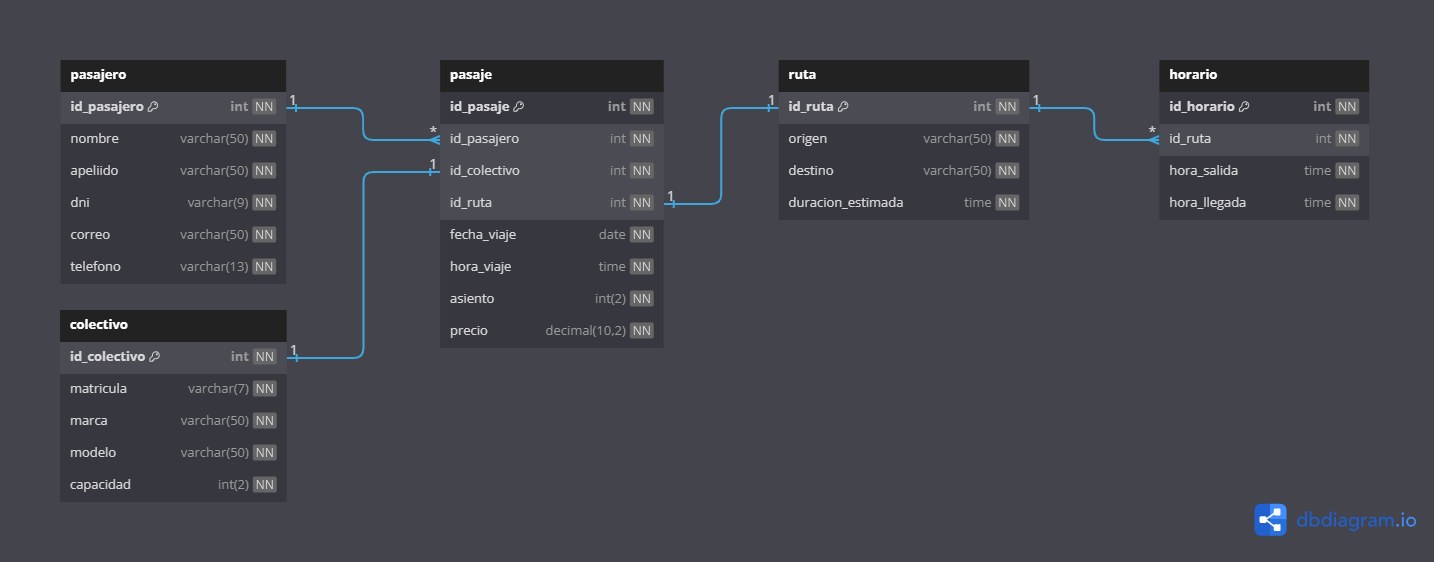 pasajero
id_pasajero int NN
nombre varchar(50) NN
apeliido varchar(50) NN
dni varchar(9) NN
correo varchar(50) NN
telefono varchar(13) NN
colectivo
id_colectivo int NN
matricula varchar(7) NN
marca varchar(50) NN
modelo varchar(50) NN
capacidad int(2) NN
1
*
1
1
pasaje
id_pasaje int NN
id_pasajero int NN
id_colectivo int NN
id_ruta int NN
fecha_viaje date NN
hora_viaje time NN
asiento int(2) NN
precio decimal(10,2) NN
1
1
ruta
id_ruta int NN
origen varchar(50) NN
destino varchar(50) NN
duracion_estimada time NN
1
*
horario
id_horario int NN
id_ruta int NN
hora_salida time NN
hora_llegada time NN
dbdiagram.io